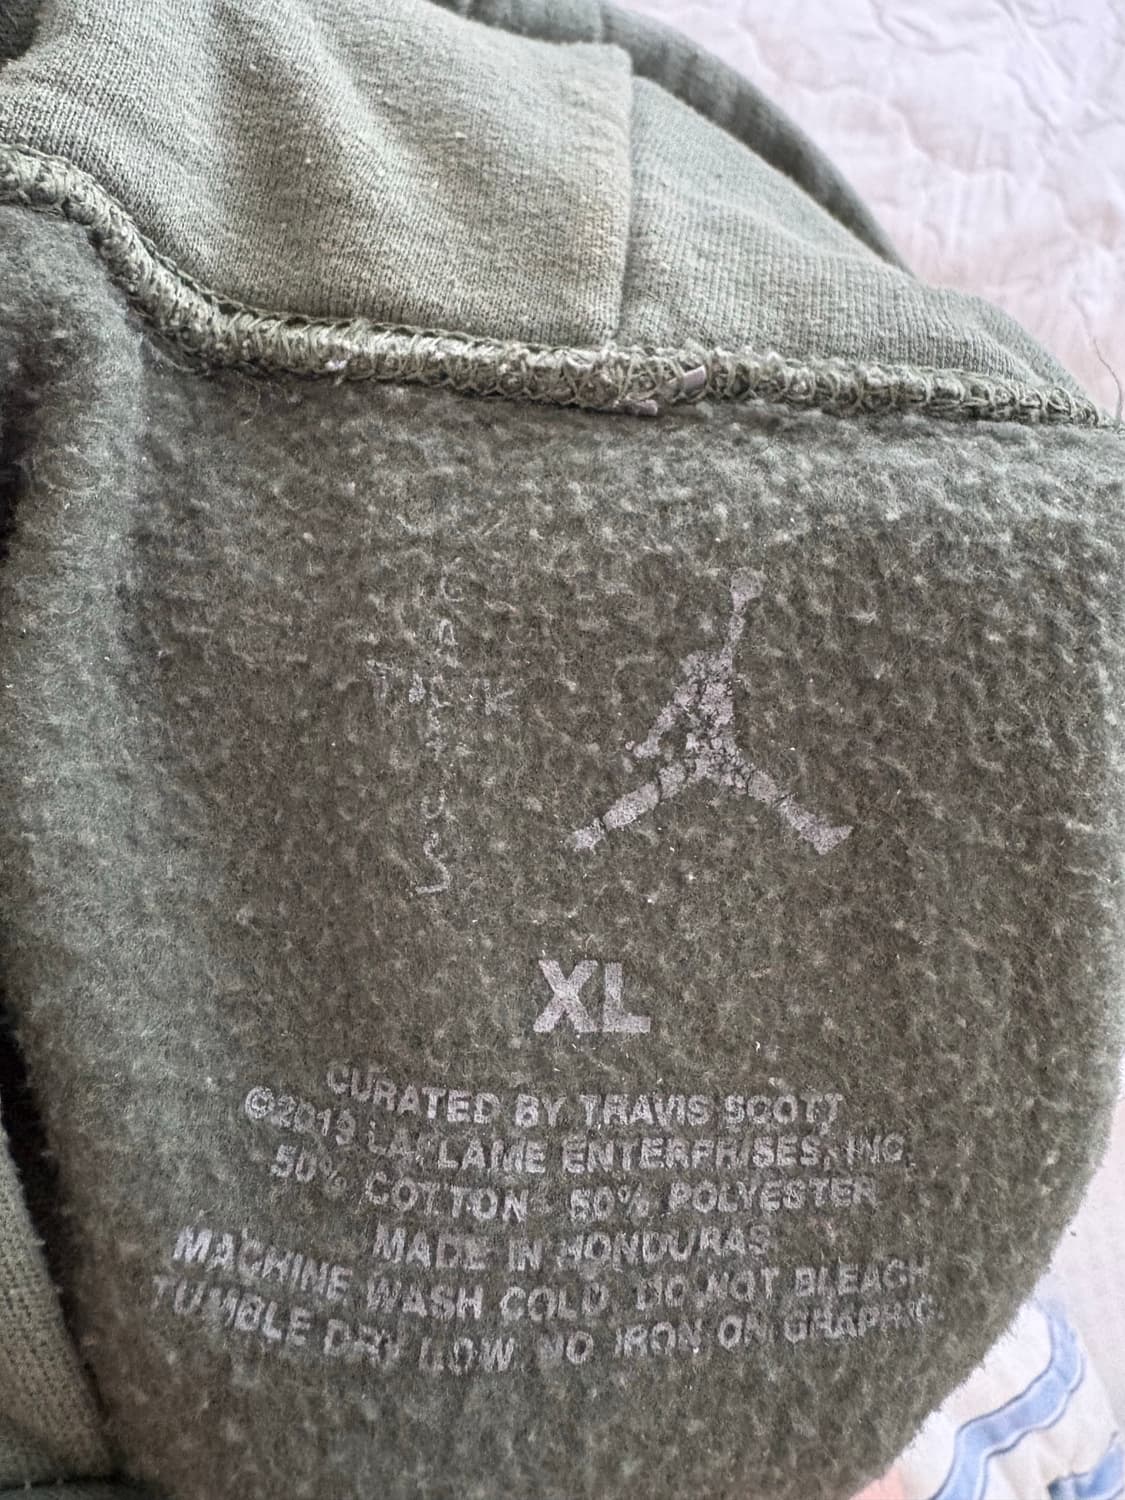 XL
CURATED BY TRAVIS SCOTT
©2019 LAFLAME ENTERPRISES, INC.
50% COTTON - 50% POLYESTER
MADE IN HONDURAS
MACHINE WASH COLD. DO NOT BLEACH
TUMBLE DRY LOW. NO IRON ON GRAPHIC.